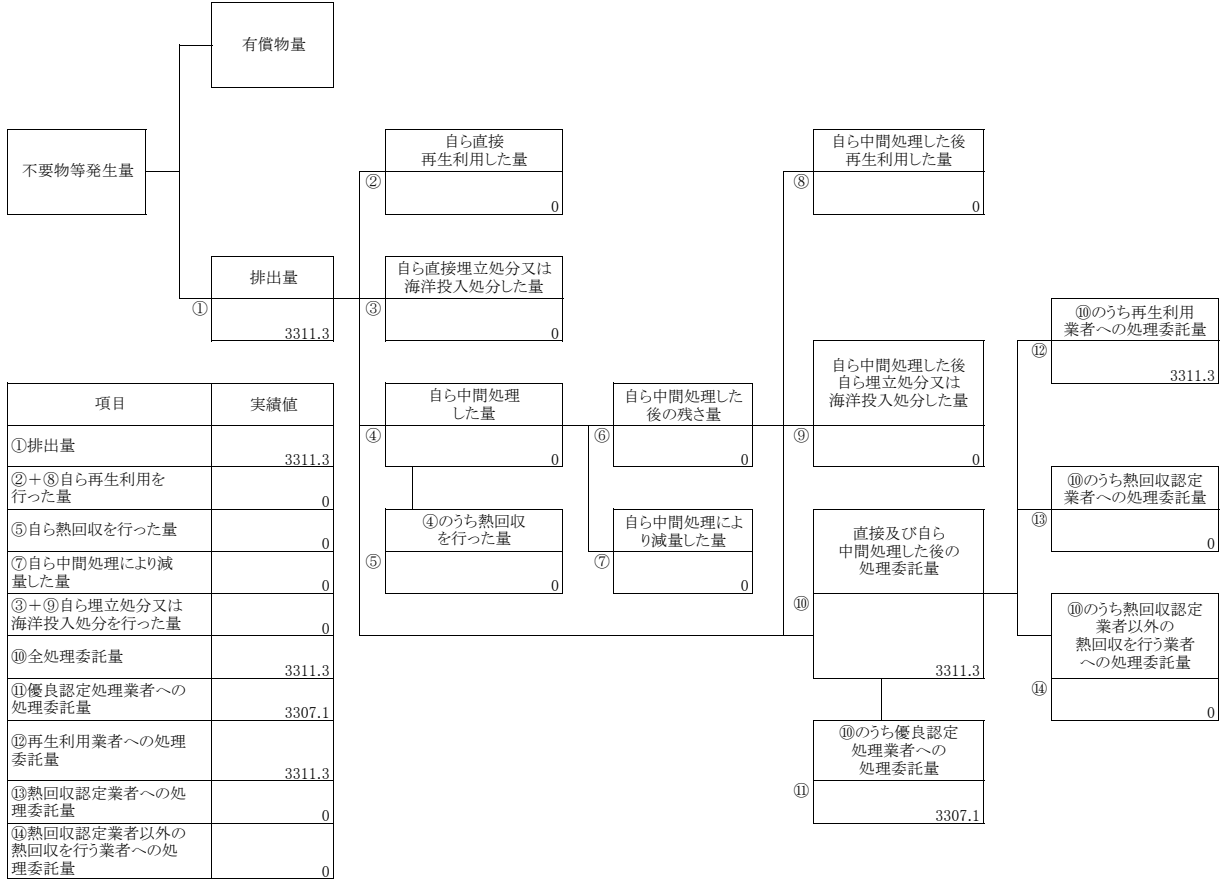 有償物量
不要物等発生量
排出量
①
3311.3
自ら直接
再生利用した量
②
0
自ら直接埋立処分又は
海洋投入処分した量
③
0
自ら中間処理
した量
④
0
④のうち熱回収
を行った量
⑤
0
自ら中間処理した
後の残さ量
⑥
0
自ら中間処理によ
り減量した量
⑦
0
自ら中間処理した後
再生利用した量
⑧
0
自ら中間処理した後
自ら埋立処分又は
海洋投入処分した量
⑨
0
直接及び自ら
中間処理した後の
処理委託量
⑩
3311.3
⑩のうち優良認定
処理業者への
処理委託量
⑪
3307.1
⑩のうち再生利用
業者への処理委託量
⑫
3311.3
⑩のうち熱回収認定
業者への処理委託量
⑬
0
⑩のうち熱回収認定
業者以外の
熱回収を行う業者
への処理委託量
⑭
0
項目 実績値
①排出量
3311.3
②+⑧自ら再生利用を
行った量
0
⑤自ら熱回収を行った量
0
⑦自ら中間処理により減
量した量
0
③+⑨自ら埋立処分又は
海洋投入処分を行った量
0
⑩全処理委託量
3311.3
⑪優良認定処理業者への
処理委託量
3307.1
⑫再生利用業者への処理
委託量
3311.3
⑬熱回収認定業者への処
理委託量
0
⑭熱回収認定業者以外の
熱回収を行う業者への処
理委託量
0